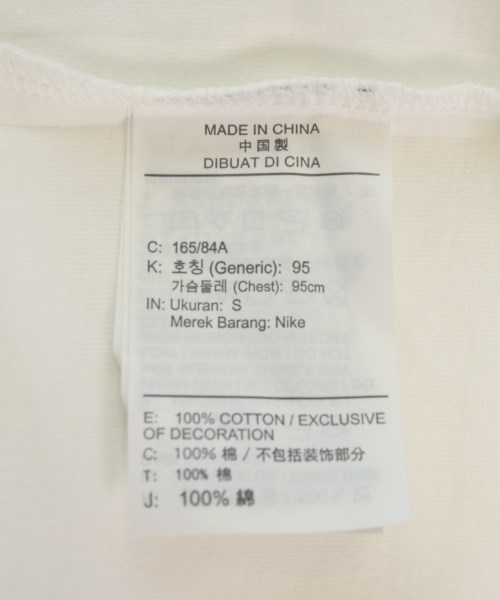 MADE IN CHINA
中国製
DIBUAT DI CINA
C: 165/84A
K: 호칭 (Generic): 95
가슴둘레 (Chest): 95cm
IN: Ukuran: S
Merek Barang: Nike
E: 100% COTTON / EXCLUSIVE
OF DECORATION
C: 100% 棉 / 不包括装饰部分
T: 100% 棉
J: 100% 綿